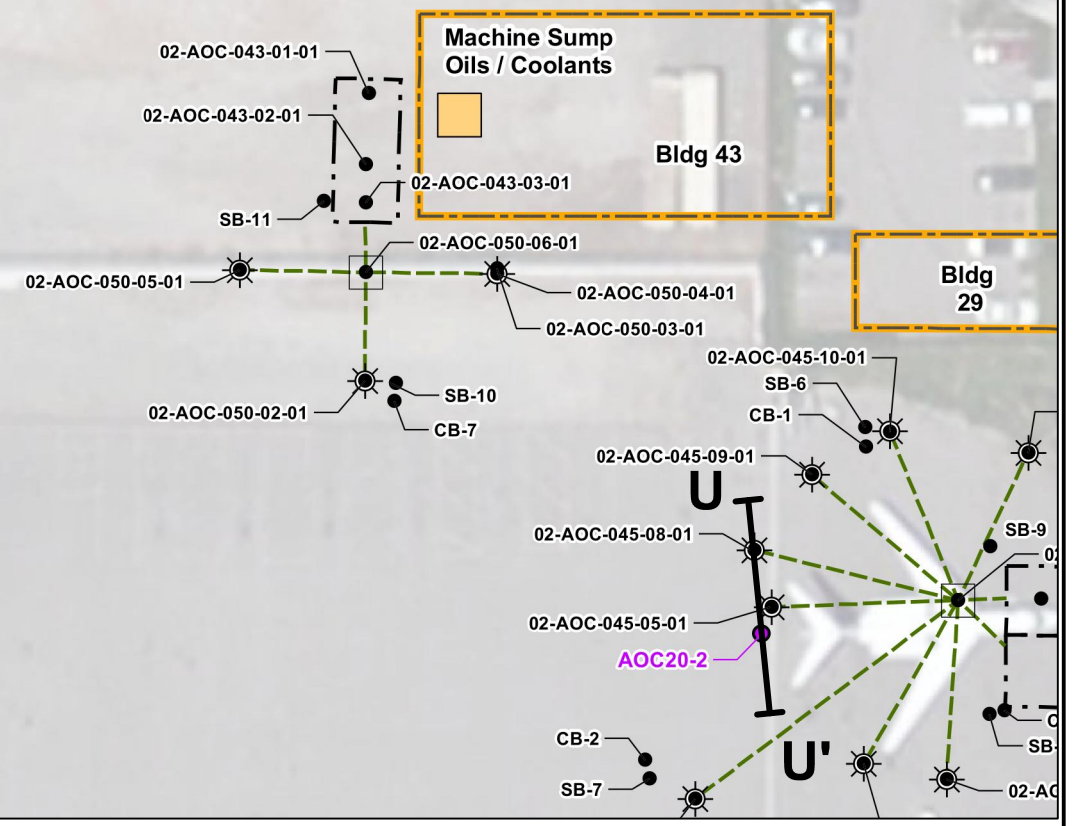 Machine Sump
Oils / Coolants
02-AOC-043-01-01
02-AOC-043-02-01
Bldg 43
02-AOC-043-03-01
SB-11
02-AOC-050-06-01
02-AOC-050-05-01
02-AOC-050-04-01
Bldg
29
02-AOC-050-03-01
02-AOC-045-10-01
SB-6
SB-10
02-AOC-050-02-01
CB-1
CB-7
02-AOC-045-09-01
U
SB-9
02-AOC-045-08-01
02
02-AOC-045-05-01
AOC20-2
C
SB-
CB-2
U'
SB-7
02-AO